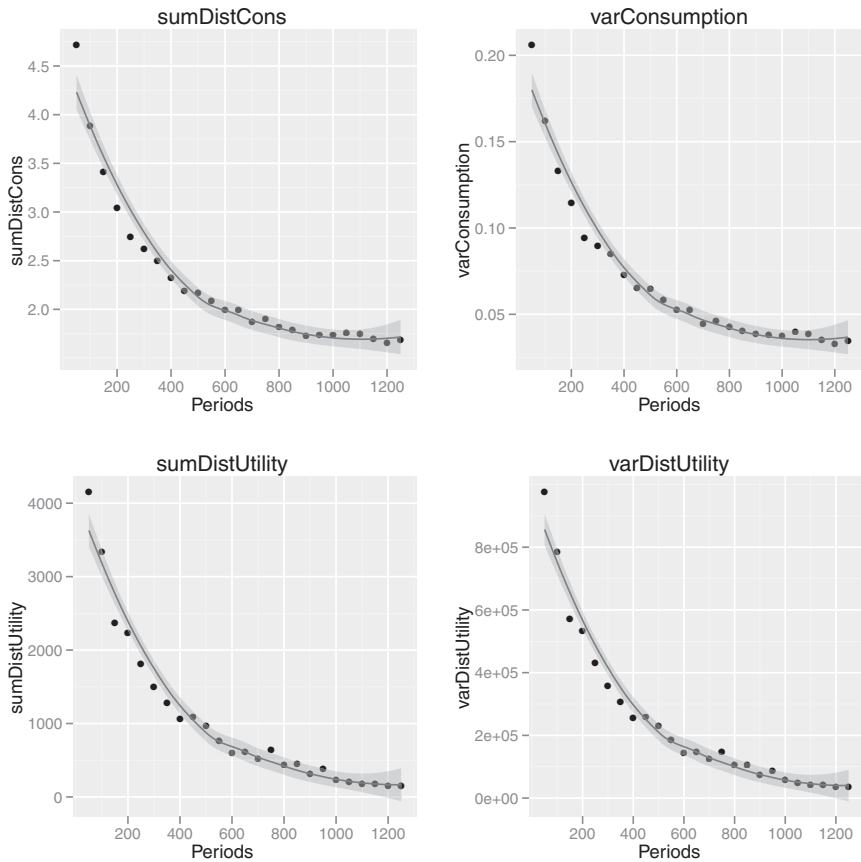 sumDistCons
sumDistCons
4.5
4.0
3.5
3.0
2.5
2.0
200 400 600 800 1000 1200
Periods
varConsumption
varConsumption
0.20
0.15
0.10
0.05
200 400 600 800 1000 1200
Periods
sumDistUtility
sumDistUtility
4000
3000
2000
1000
0
200 400 600 800 1000 1200
Periods
varDistUtility
varDistUtility
8e+05
6e+05
4e+05
2e+05
0e+00
200 400 600 800 1000 1200
Periods